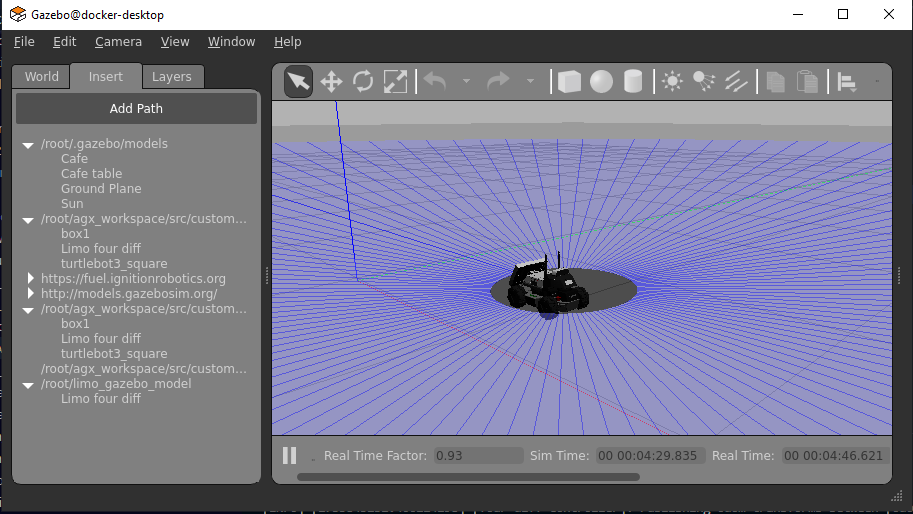 Gazebo@docker-desktop
File Edit Camera View Window Help
World Insert Layers
Add Path
/root/.gazebo/models
Cafe
Cafe table
Ground Plane
Sun
/root/agx_workspace/src/custom...
box1
Limo four diff
turtlebot3_square
https://fuel.ignitionrobotics.org
http://models.gazebosim.org/
/root/agx_workspace/src/custom...
box1
Limo four diff
turtlebot3_square
/root/agx_workspace/src/custom...
/root/limo_gazebo_model
Limo four diff
Real Time Factor: 0.93 Sim Time: 00 00:04:29.835 Real Time: 00 00:04:46.621